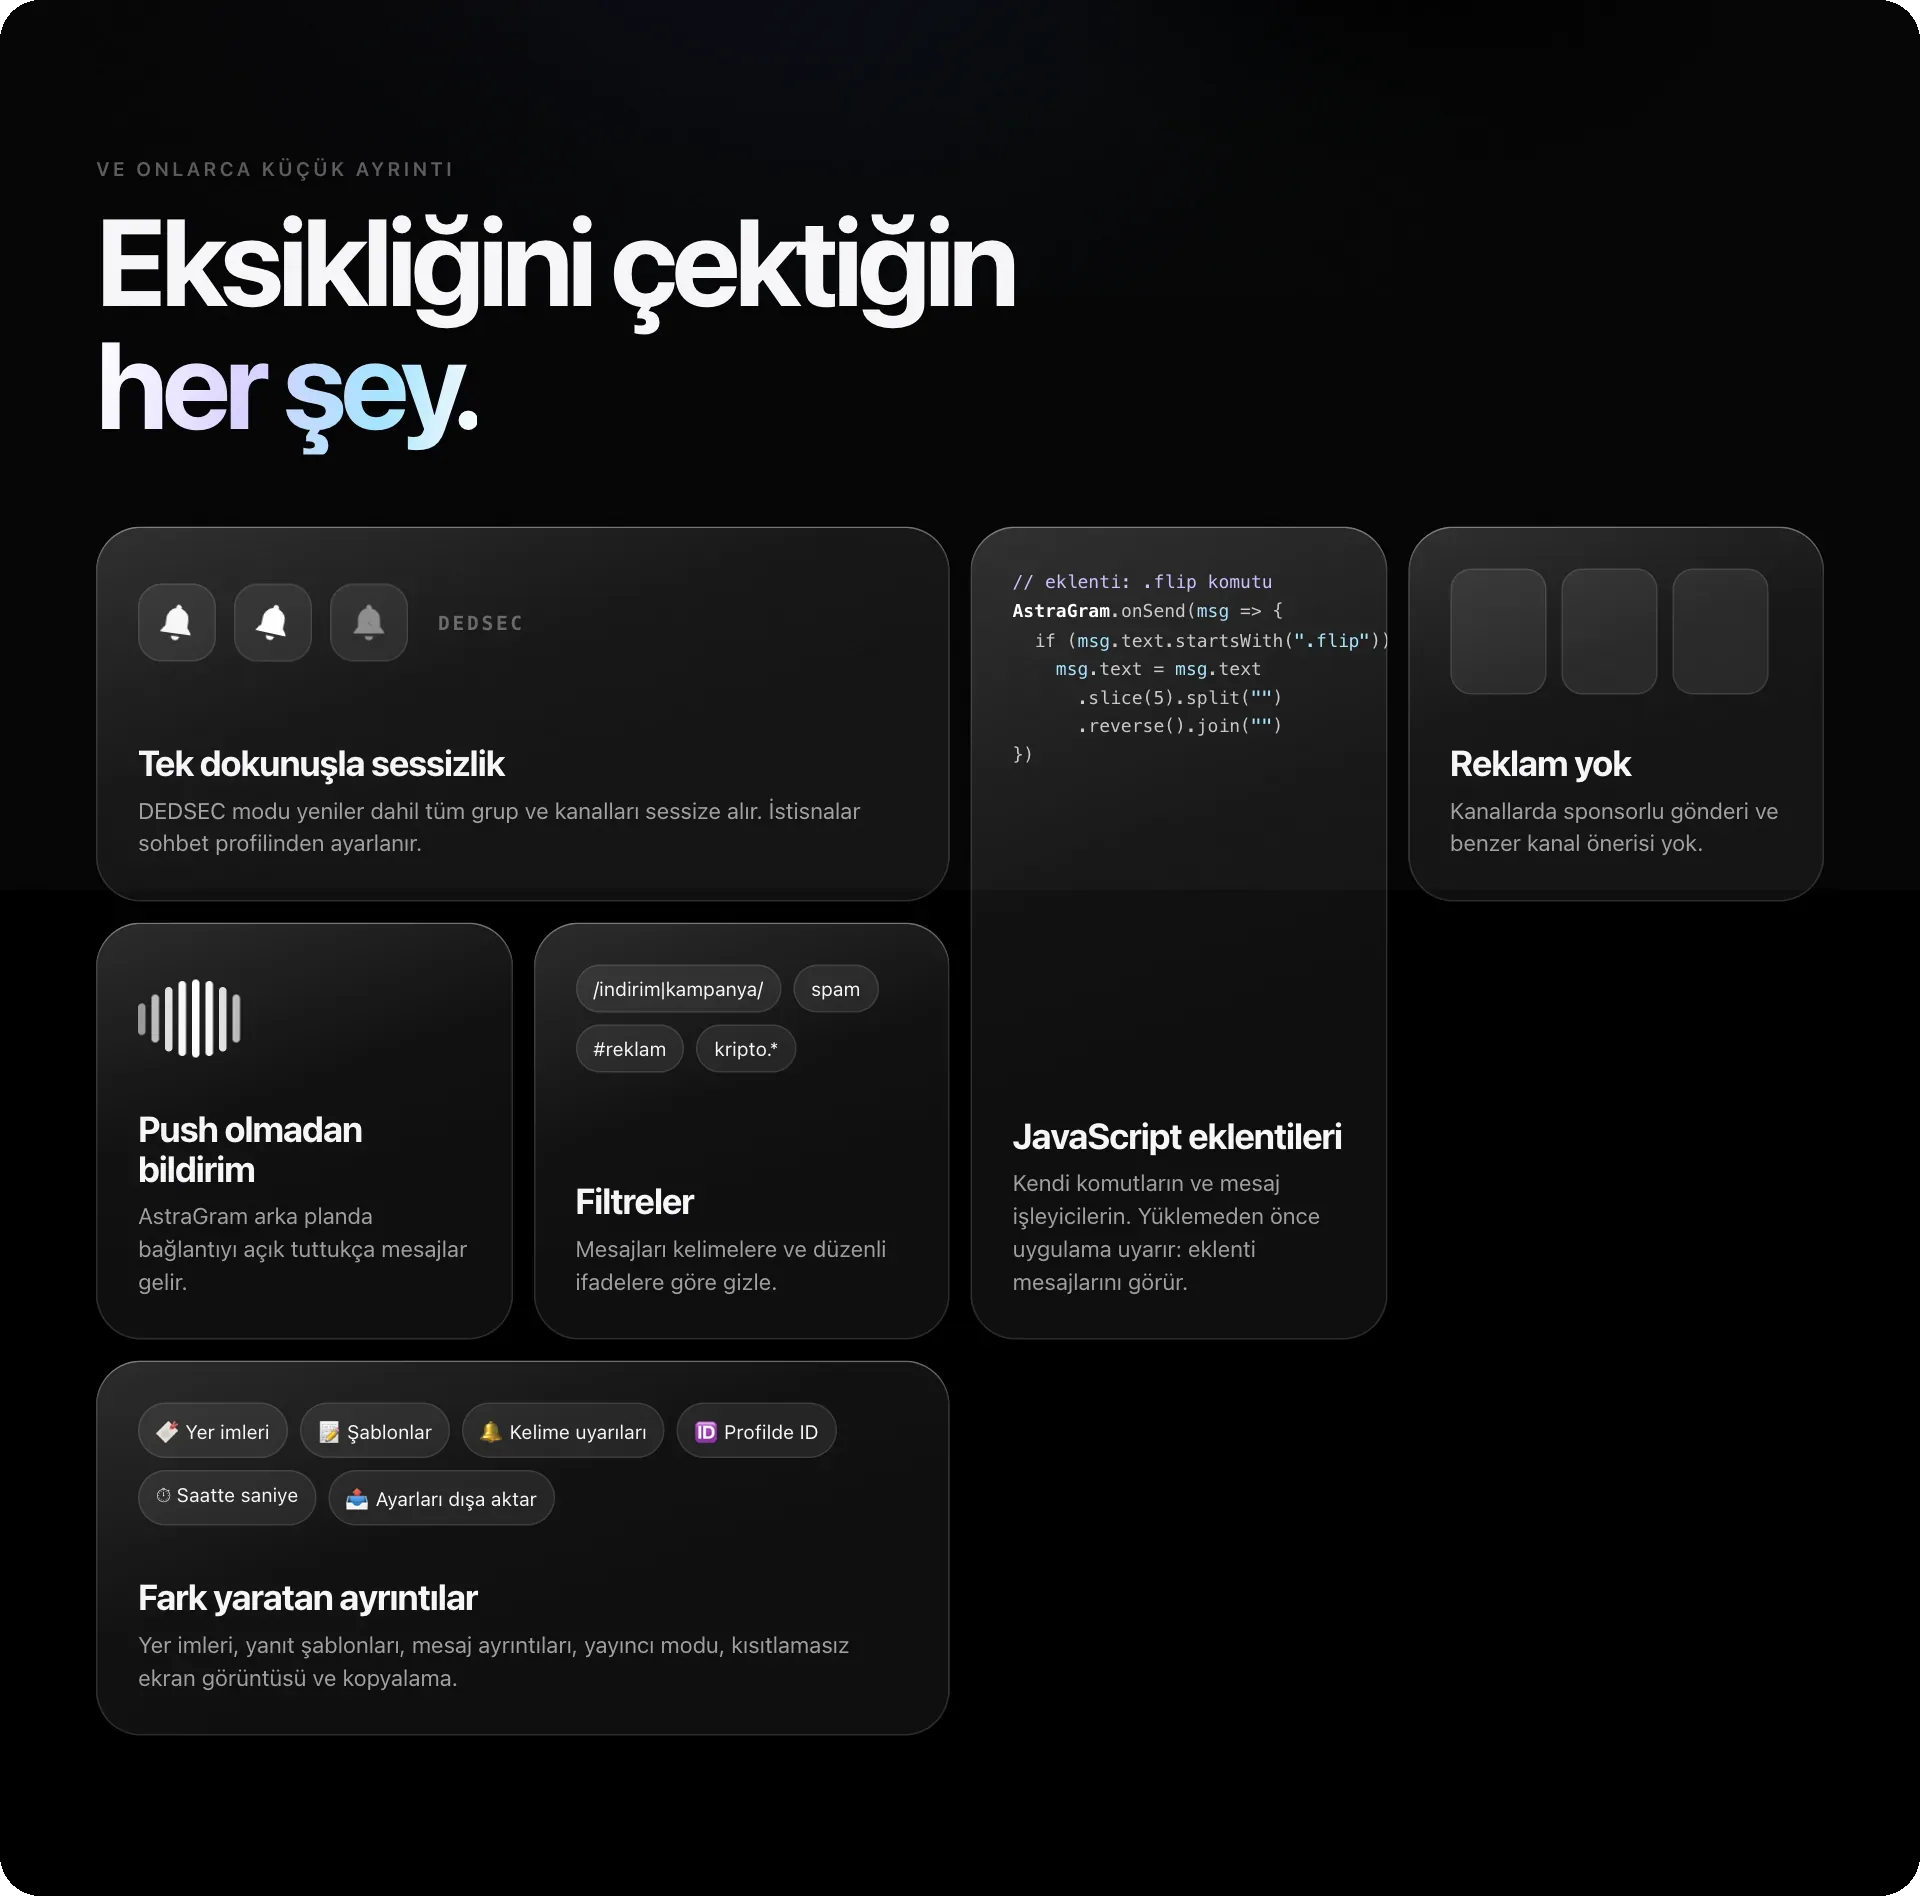 VE ONLARCA KÜÇÜK AYRINTI
Eksikliğini çektiğin
her şey.
DEDSEC
Tek dokunuşla sessizlik
DEDSEC modu yeniler dahil tüm grup ve kanalları sessize alır. İstisnalar
sohbet profilinden ayarlanır.
// eklenti: .flip komutu
AstraGram.onSend(msg => {
  if (msg.text.startsWith(".flip"))
    msg.text = msg.text
      .slice(5).split("")
      .reverse().join("")
})
JavaScript eklentileri
Kendi komutların ve mesaj
işleyicilerin. Yüklemeden önce
uygulama uyarır: eklenti
mesajlarını görür.
Reklam yok
Kanallarda sponsorlu gönderi ve
benzer kanal önerisi yok.
Push olmadan
bildirim
AstraGram arka planda
bağlantıyı açık tuttukça mesajlar
gelir.
/indirim|kampanya/ spam
#reklam kripto.*
Filtreler
Mesajları kelimelere ve düzenli
ifadelere göre gizle.
Yer imleri Şablonlar Kelime uyarıları 🆔 Profilde ID
Saatte saniye Ayarları dışa aktar
Fark yaratan ayrıntılar
Yer imleri, yanıt şablonları, mesaj ayrıntıları, yayıncı modu, kısıtlamasız
ekran görüntüsü ve kopyalama.